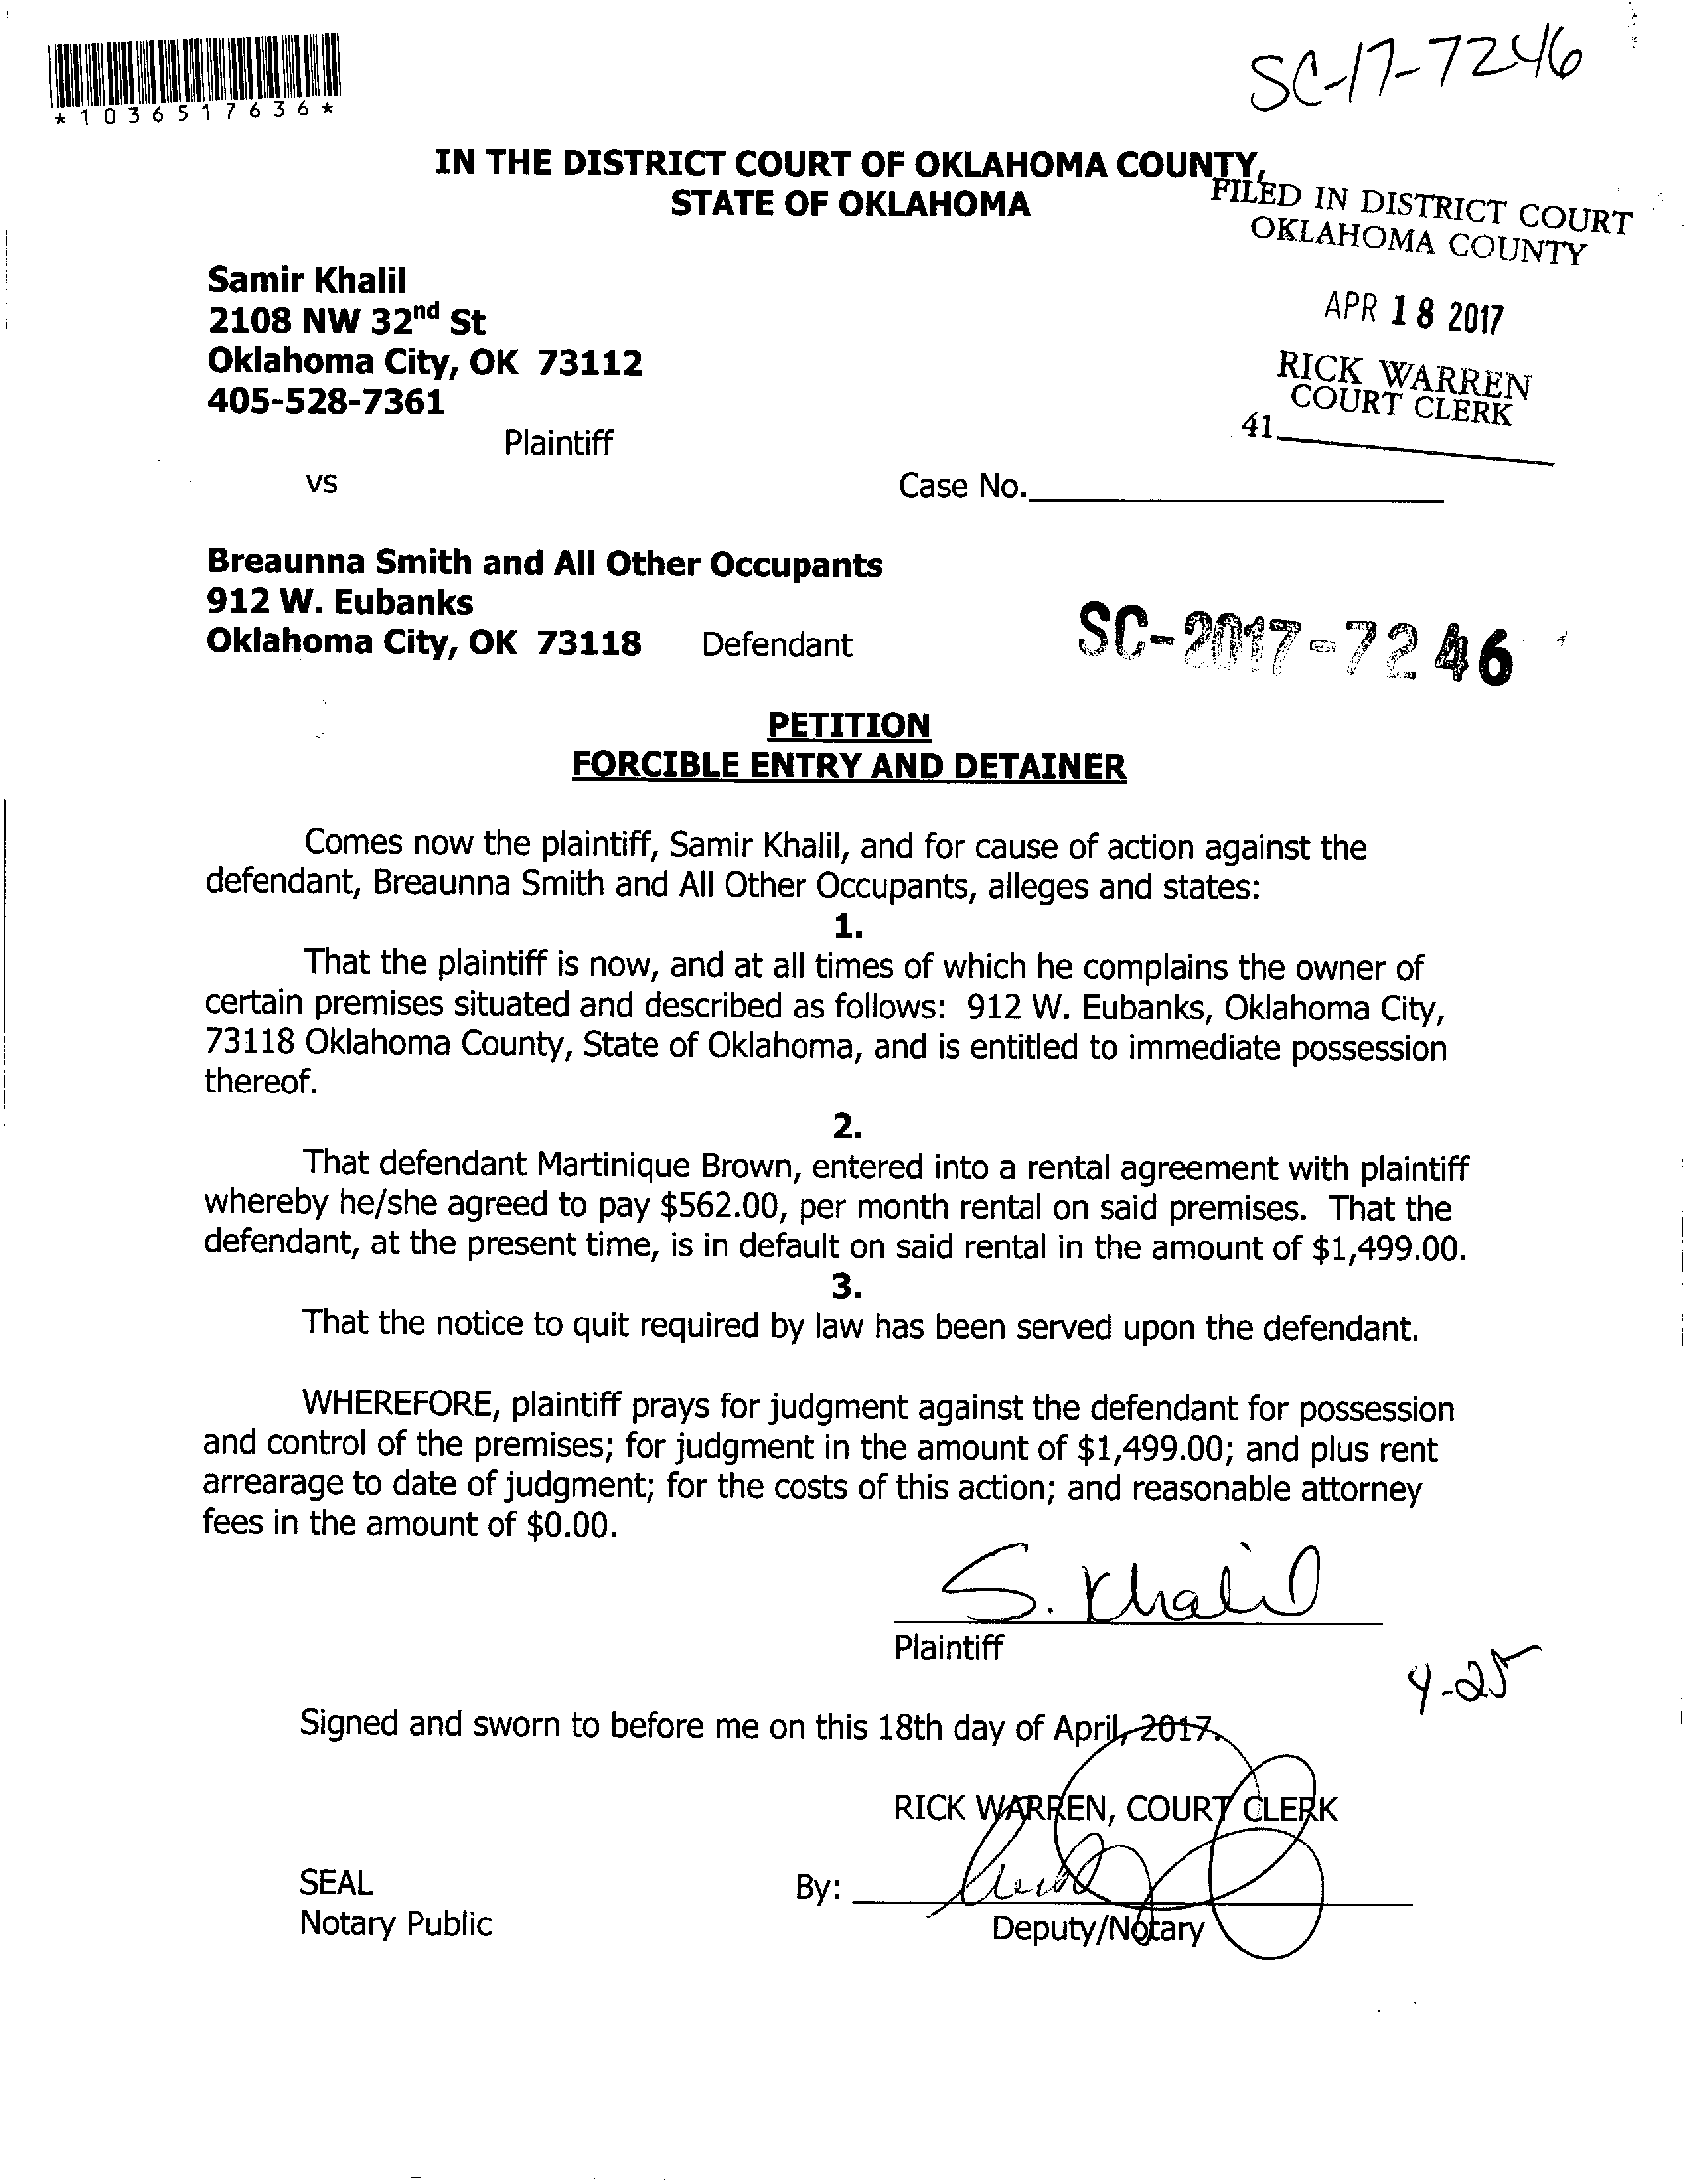 SC-17-7246
*1036517636*
IN THE DISTRICT COURT OF OKLAHOMA COUNTY,
STATE OF OKLAHOMA
FILED IN DISTRICT COURT
OKLAHOMA COUNTY
APR 18 2017
RICK WARREN
COURT CLERK
41
Samir Khalil
2108 NW 32nd St
Oklahoma City, OK 73112
405-528-7361
Plaintiff
vs
Case No.
Breaunna Smith and All Other Occupants
912 W. Eubanks
Oklahoma City, OK 73118 Defendant
SC-2017-7246
PETITION
FORCIBLE ENTRY AND DETAINER
Comes now the plaintiff, Samir Khalil, and for cause of action against the
defendant, Breaunna Smith and All Other Occupants, alleges and states:
1.
That the plaintiff is now, and at all times of which he complains the owner of
certain premises situated and described as follows: 912 W. Eubanks, Oklahoma City,
73118 Oklahoma County, State of Oklahoma, and is entitled to immediate possession
thereof.
2.
That defendant Martinique Brown, entered into a rental agreement with plaintiff
whereby he/she agreed to pay $562.00, per month rental on said premises. That the
defendant, at the present time, is in default on said rental in the amount of $1,499.00.
3.
That the notice to quit required by law has been served upon the defendant.
WHEREFORE, plaintiff prays for judgment against the defendant for possession
and control of the premises; for judgment in the amount of $1,499.00; and plus rent
arrearage to date of judgment; for the costs of this action; and reasonable attorney
fees in the amount of $0.00.
S. Khalil
Plaintiff
4-25
Signed and sworn to before me on this 18th day of April, 2017.
RICK WARREN, COURT CLERK
SEAL
By:
Notary Public
Deputy/Notary